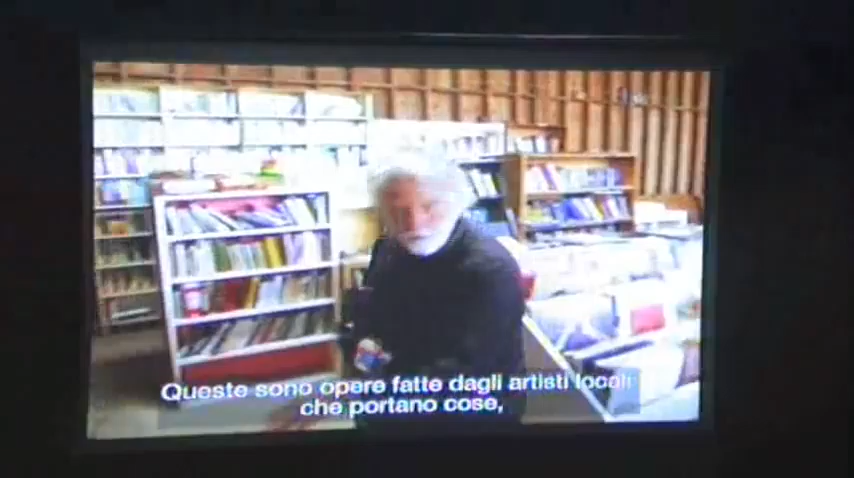 Queste sono opere fatte dagli artisti locali
che portano cose,